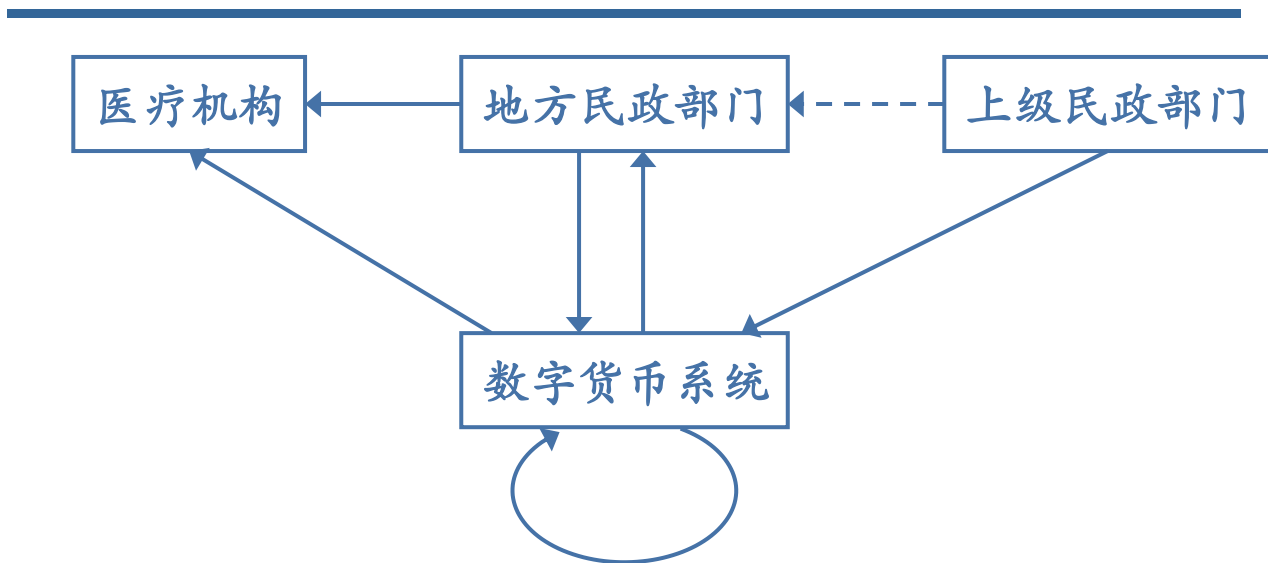 医疗机构
地方民政部门
上级民政部门
数字货币系统